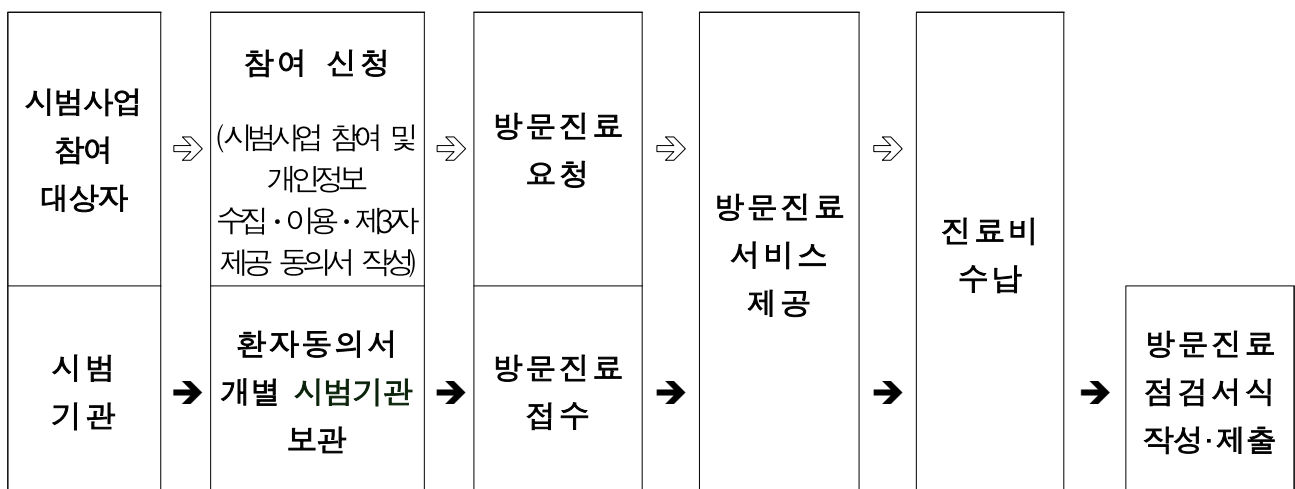 시범사업
참여
대상자
⇨
참여 신청
(시범사업 참여 및
개인정보
수집·이용·제3자
제공 동의서 작성)
⇨
방문진료
요청
⇨
방문진료
서비스
제공
⇨
진료비
수납
시범
기관
➔
환자동의서
개별 시범기관
보관
➔
방문진료
접수
➔
➔
➔
방문진료
점검서식
작성·제출